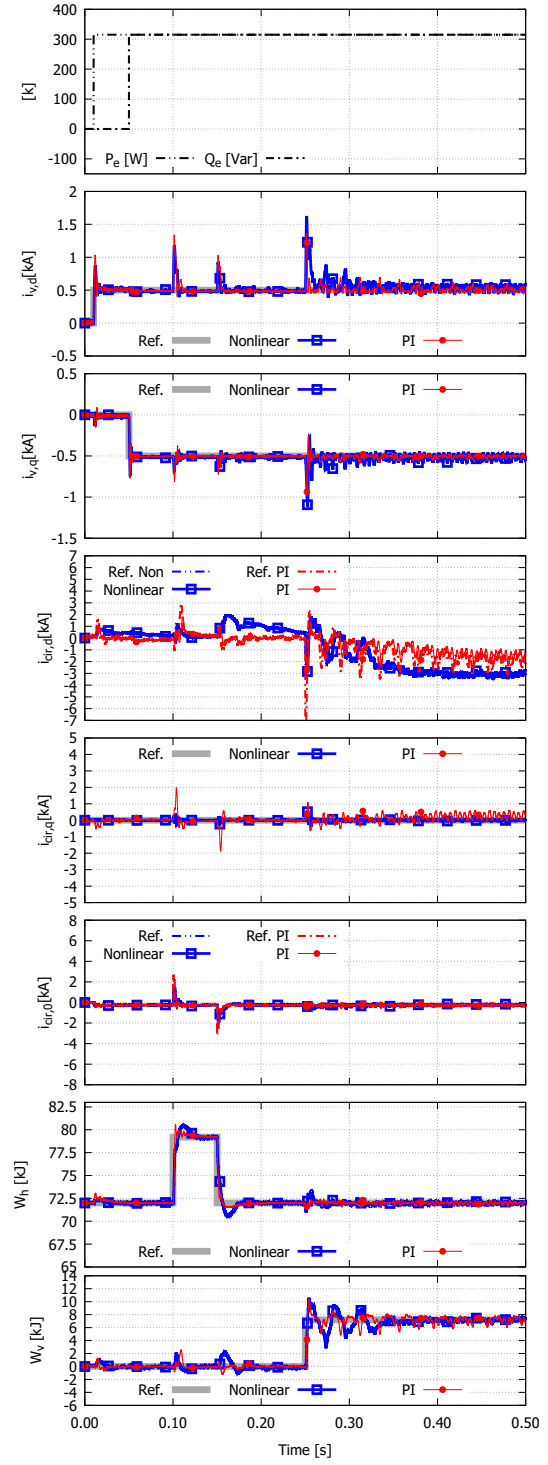 400
300
200
100
0
-100
[k]
P_e [W]
Q_e [Var]
2
1.5
1
0.5
0
-0.5
i_v,d[kA]
Ref.
Nonlinear
PI
0.5
0
-0.5
-1
-1.5
i_v,q[kA]
Ref.
Nonlinear
PI
7
6
5
4
3
2
1
0
-1
-2
-3
-4
-5
-6
-7
i_dir,d[kA]
Ref. Non
Ref. PI
Nonlinear
PI
5
4
3
2
1
0
-1
-2
-3
-4
-5
i_dir,q[kA]
Ref.
Nonlinear
PI
8
6
4
2
0
-2
-4
-6
-8
i_dir,0[kA]
Ref.
Ref. PI
Nonlinear
PI
82.5
80
77.5
75
72.5
70
67.5
65
W_h [kJ]
Ref.
Nonlinear
PI
14
12
10
8
6
4
2
0
-2
-4
-6
W_v [kJ]
Ref.
Nonlinear
PI
0.00
0.10
0.20
0.30
0.40
0.50
Time [s]